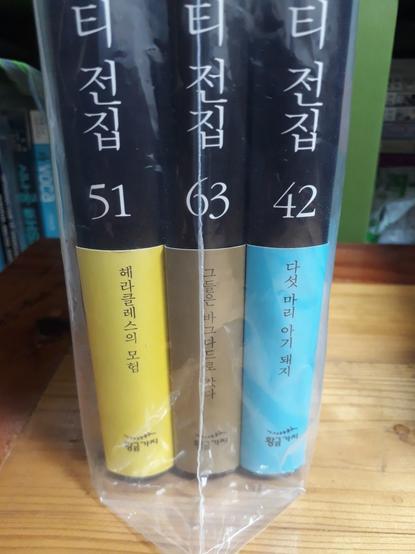 티 전집
51
헤라클레스의 모험
황금가지
티 전집
63
그들은 바그다드로 갔다
황금가지
티 전집
42
다섯 마리 아기 돼지
황금가지